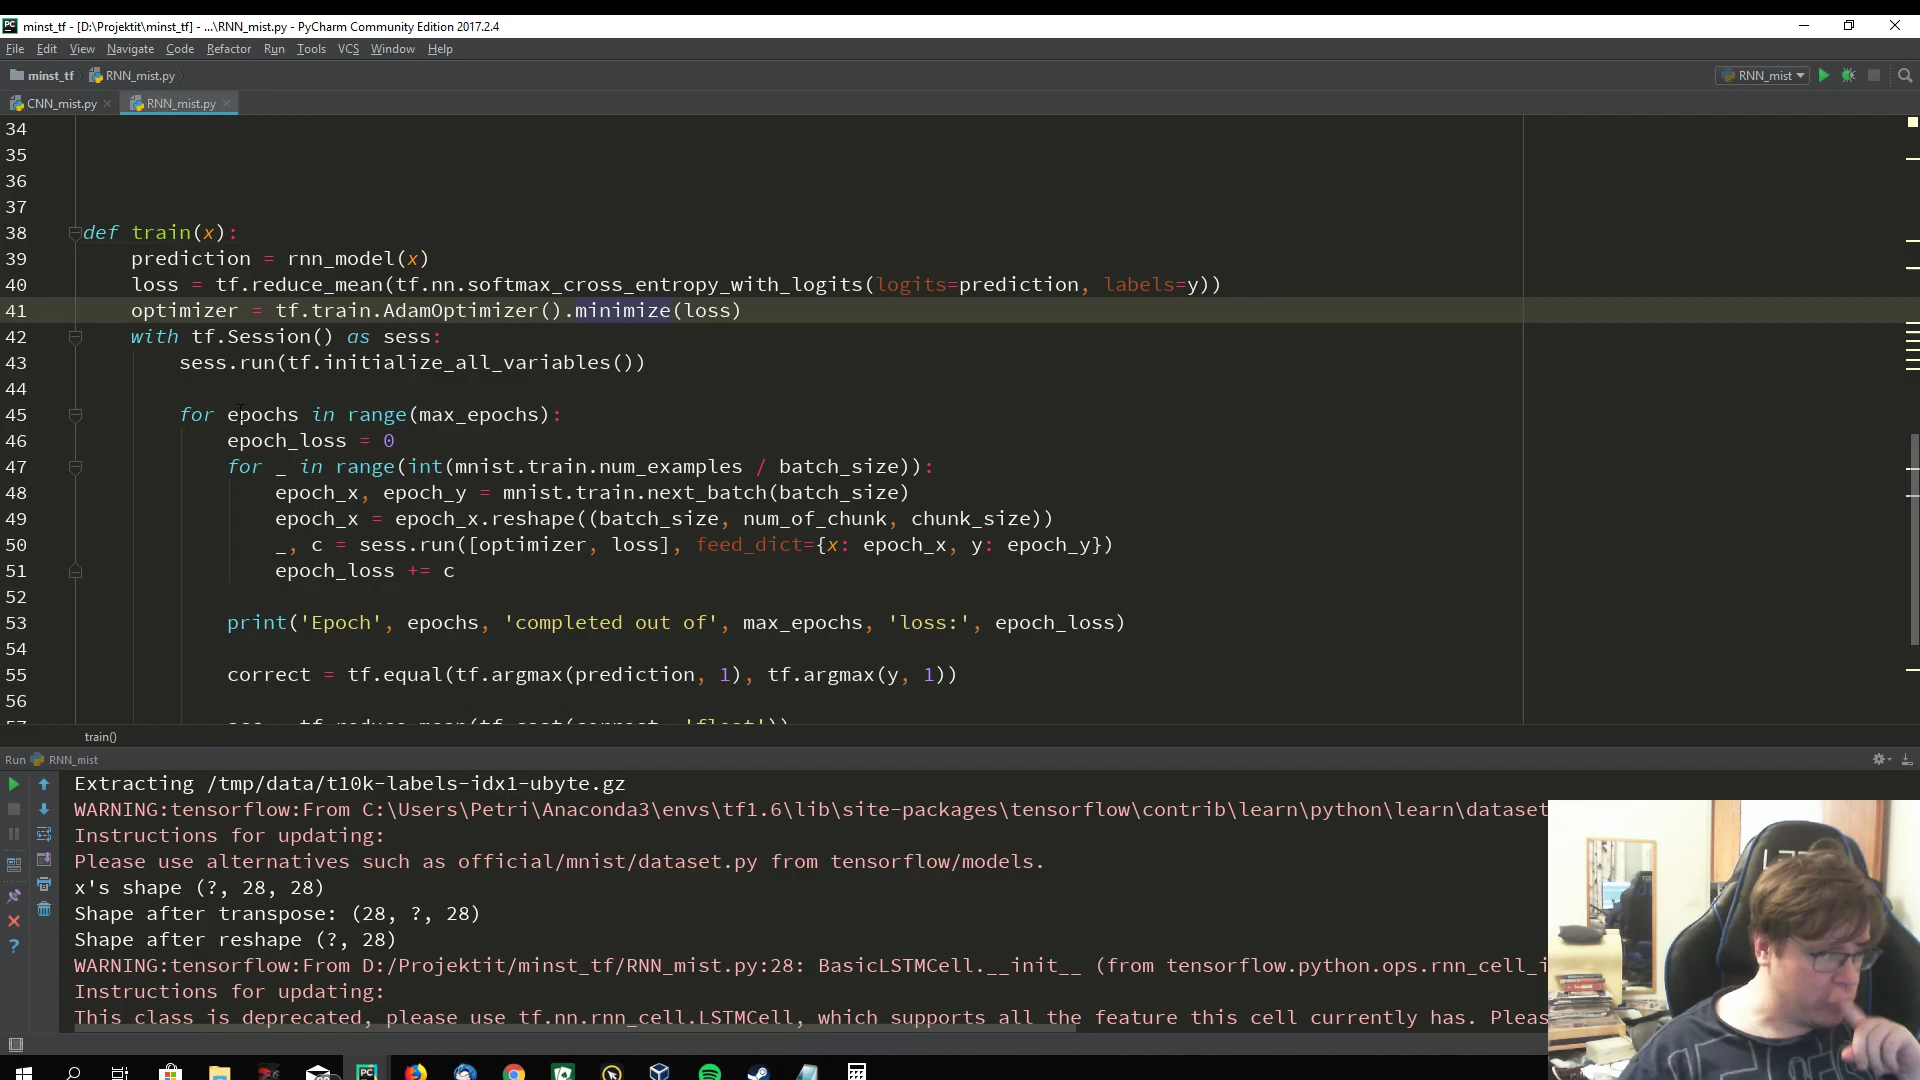 minst_tf - [D:\Projektit\minst_tf] - ...\RNN_mist.py - PyCharm Community Edition 2017.2.4
File Edit View Navigate Code Refactor Run Tools VCS Window Help
minst_tf RNN_mist.py RNN_mist
CNN_mist.py RNN_mist.py
34
35
36
37
38 def train(x):
39 prediction = rnn_model(x)
40 loss = tf.reduce_mean(tf.nn.softmax_cross_entropy_with_logits(logits=prediction, labels=y))
41 optimizer = tf.train.AdamOptimizer().minimize(loss)
42 with tf.Session() as sess:
43 sess.run(tf.initialize_all_variables())
44
45 for epochs in range(max_epochs):
46 epoch_loss = 0
47 for _ in range(int(mnist.train.num_examples / batch_size)):
48 epoch_x, epoch_y = mnist.train.next_batch(batch_size)
49 epoch_x = epoch_x.reshape((batch_size, num_of_chunk, chunk_size))
50 _, c = sess.run([optimizer, loss], feed_dict={x: epoch_x, y: epoch_y})
51 epoch_loss += c
52
53 print('Epoch', epochs, 'completed out of', max_epochs, 'loss:', epoch_loss)
54
55 correct = tf.equal(tf.argmax(prediction, 1), tf.argmax(y, 1))
56
train()
Run RNN_mist
Extracting /tmp/data/t10k-labels-idx1-ubyte.gz
WARNING:tensorflow:From C:\Users\Petri\Anaconda3\envs\tf1.6\lib\site-packages\tensorflow\contrib\learn\python\learn\dataset
Instructions for updating:
Please use alternatives such as official/mnist/dataset.py from tensorflow/models.
x's shape (?, 28, 28)
Shape after transpose: (28, ?, 28)
Shape after reshape (?, 28)
WARNING:tensorflow:From D:/Projektit/minst_tf/RNN_mist.py:28: BasicLSTMCell.__init__ (from tensorflow.python.ops.rnn_cell_i
Instructions for updating:
This class is deprecated, please use tf.nn.rnn_cell.LSTMCell, which supports all the feature this cell currently has. Pleas